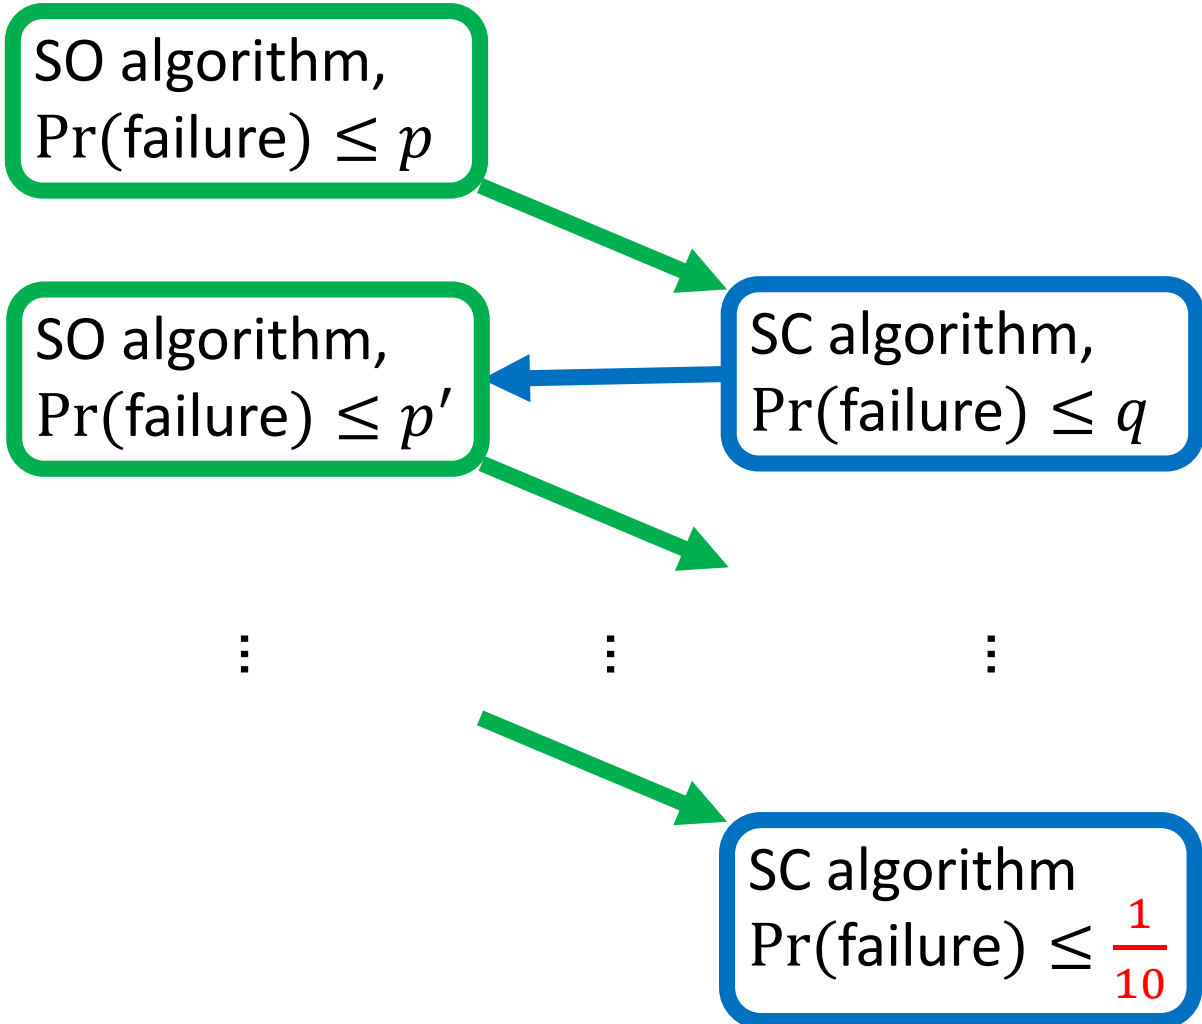 SO algorithm,
Pr(failure) ≤ p
SO algorithm,
Pr(failure) ≤ p′
SC algorithm,
Pr(failure) ≤ q
⋮ ⋮ ⋮
SC algorithm
Pr(failure) ≤ 1/10